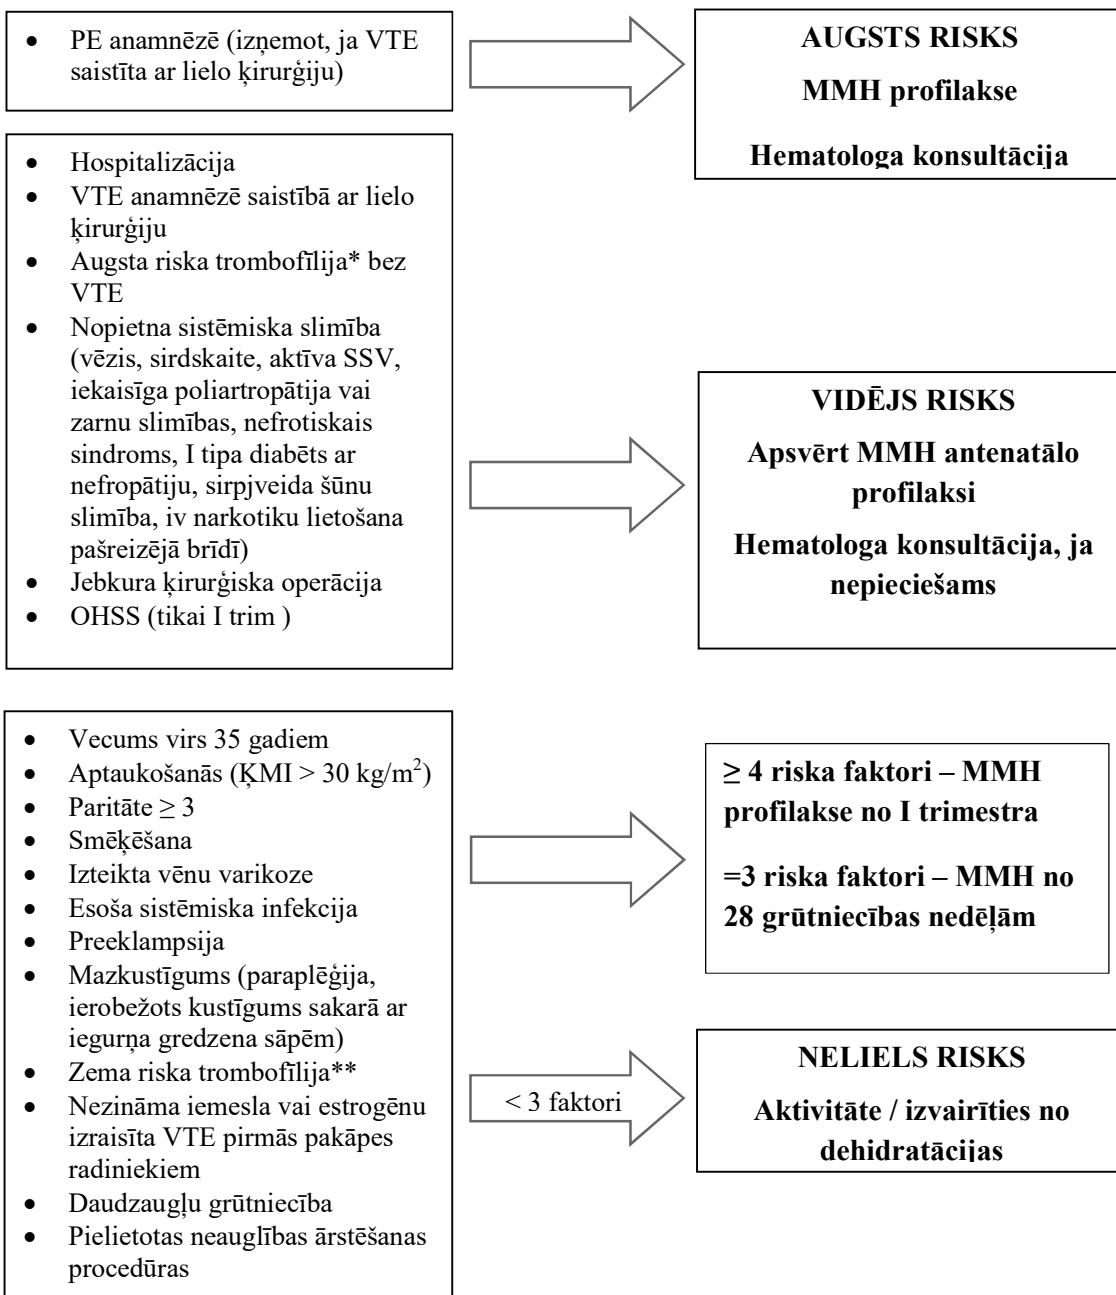 • PE anamnēzē (izņemot, ja VTE
saistīta ar lielo ķirurģiju)
AUGSTS RISKS
MMH profilakse
Hematologa konsultācija
• Hospitalizācija
• VTE anamnēzē saistībā ar lielo
ķirurģiju
• Augsta riska trombofīlija* bez
VTE
• Nopietna sistēmiska slimība
(vēzis, sirdskaite, aktīva SSV,
iekaisīga poliartropātija vai
zarnu slimības, nefrotiskais
sindroms, I tipa diabēts ar
nefropātiju, sirpjveida šūnu
slimība, iv narkotiku lietošana
pašreizējā brīdī)
• Jebkura ķirurģiska operācija
• OHSS (tikai I trim )
VIDĒJS RISKS
Apsvērt MMH antenatālo
profilaksi
Hematologa konsultācija, ja
nepieciešams
• Vecums virs 35 gadiem
• Aptaukošanās (ĶMI > 30 kg/m²)
• Paritāte ≥ 3
• Smēķēšana
• Izteikta vēnu varikoze
• Esoša sistēmiska infekcija
• Preeklampsija
• Mazkustīgums (paraplēģija,
ierobežots kustīgums sakarā ar
iegurņa gredzena sāpēm)
• Zema riska trombofīlija**
• Nezināma iemesla vai estrogēnu
izraisīta VTE pirmās pakāpes
radiniekiem
• Daudzaugļu grūtniecība
• Pielietotas neauglības ārstēšanas
procedūras
≥ 4 riska faktori – MMH
profilakse no I trimestra
=3 riska faktori – MMH no
28 grūtniecības nedēļām
< 3 faktori
NELIELS RISKS
Aktivitāte / izvairīties no
dehidratācijas